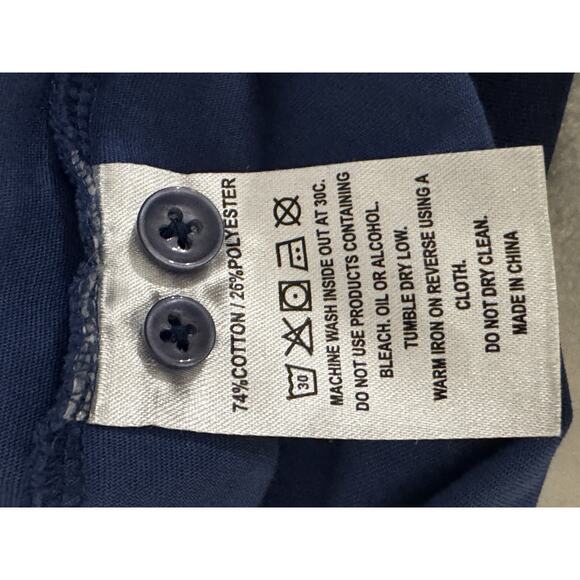 74%COTTON / 26%POLYESTER
30
MACHINE WASH INSIDE OUT AT 30C.
DO NOT USE PRODUCTS CONTAINING
BLEACH. OIL OR ALCOHOL.
TUMBLE DRY LOW.
WARM IRON ON REVERSE USING A
CLOTH.
DO NOT DRY CLEAN.
MADE IN CHINA